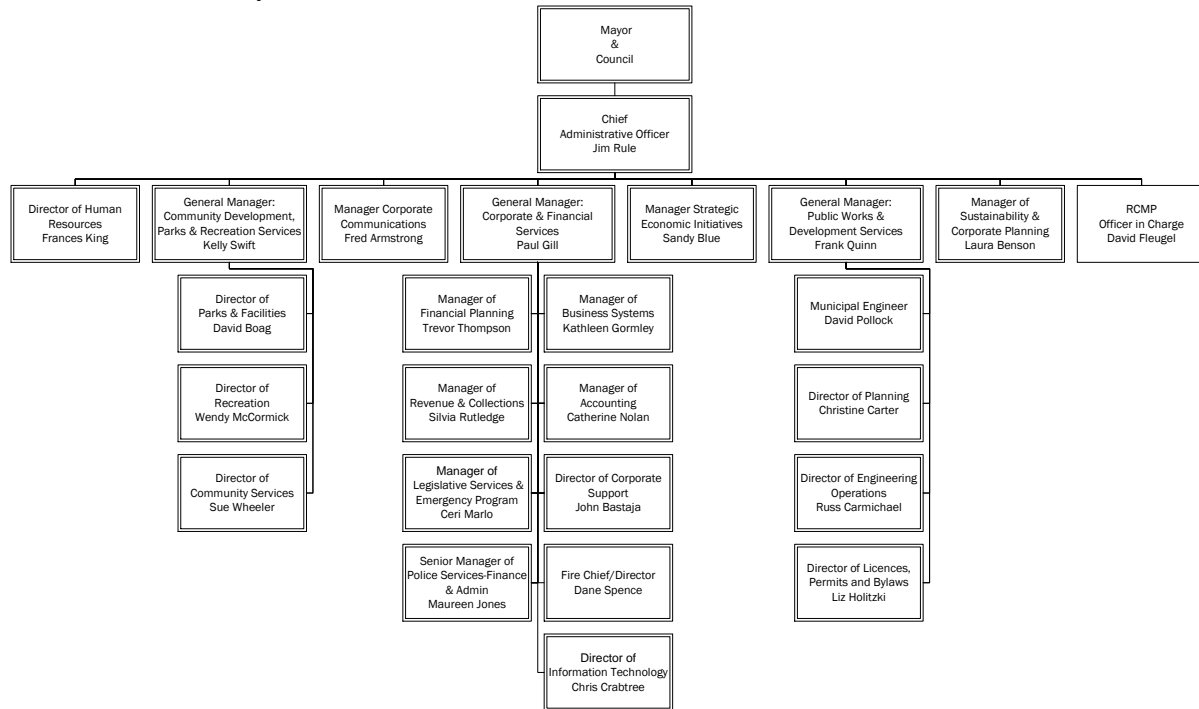 Mayor
&
Council
Chief
Administrative Officer
Jim Rule
Director of Human
Resources
Frances King
General Manager:
Community Development,
Parks & Recreation Services
Kelly Swift
Manager Corporate
Communications
Fred Armstrong
General Manager:
Corporate & Financial
Services
Paul Gill
Manager Strategic
Economic Initiatives
Sandy Blue
General Manager:
Public Works &
Development Services
Frank Quinn
Manager of
Sustainability &
Corporate Planning
Laura Benson
RCMP
Officer in Charge
David Fleugel
Director of
Parks & Facilities
David Boag
Manager of
Financial Planning
Trevor Thompson
Manager of
Business Systems
Kathleen Gormley
Municipal Engineer
David Pollock
Director of
Recreation
Wendy McCormick
Manager of
Revenue & Collections
Silvia Rutledge
Manager of
Accounting
Catherine Nolan
Director of Planning
Christine Carter
Director of
Community Services
Sue Wheeler
Manager of
Legislative Services &
Emergency Program
Ceri Marlo
Director of Corporate
Support
John Bastaja
Director of Engineering
Operations
Russ Carmichael
Senior Manager of
Police Services-Finance
& Admin
Maureen Jones
Fire Chief/Director
Dane Spence
Director of Licences,
Permits and Bylaws
Liz Holitzki
Director of
Information Technology
Chris Crabtree